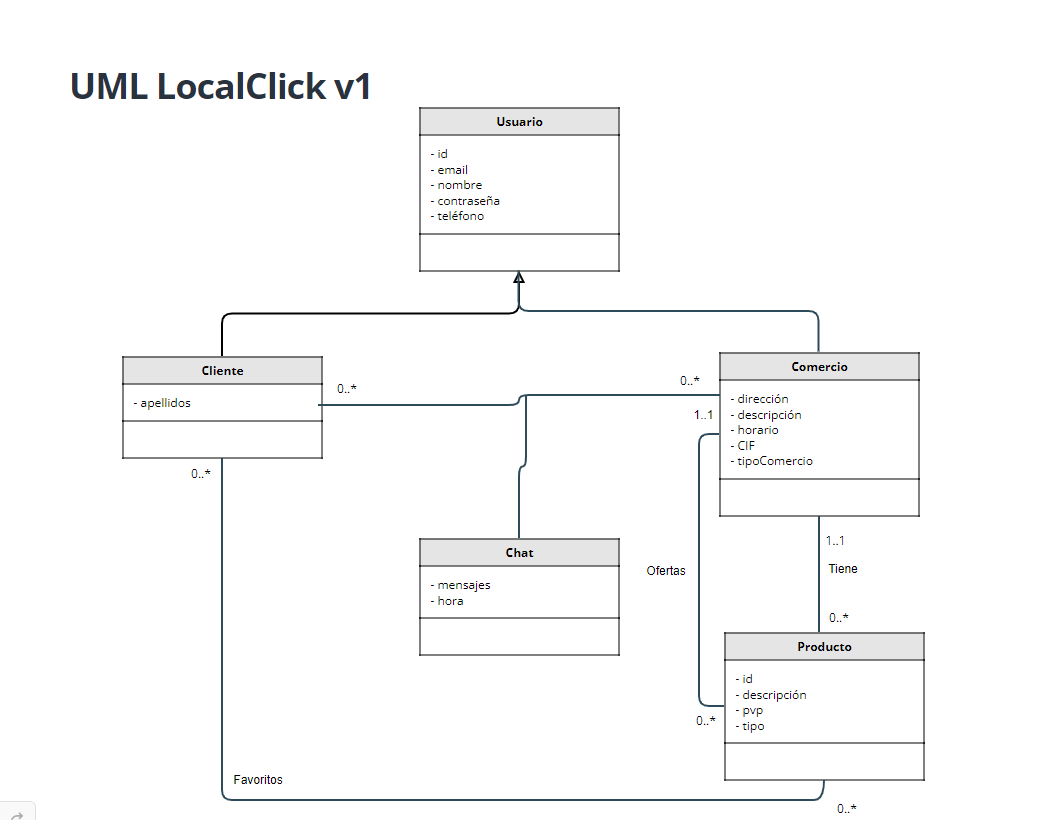 UML LocalClick v1
Usuario
- id
- email
- nombre
- contraseña
- teléfono
Cliente
- apellidos
0..*
0..*
0..*
Comercio
- dirección
- descripción
- horario
- CIF
- tipoComercio
1..1
1..1
Tiene
0..*
Chat
- mensajes
- hora
Ofertas
0..*
Producto
- id
- descripción
- pvp
- tipo
Favoritos
0..*